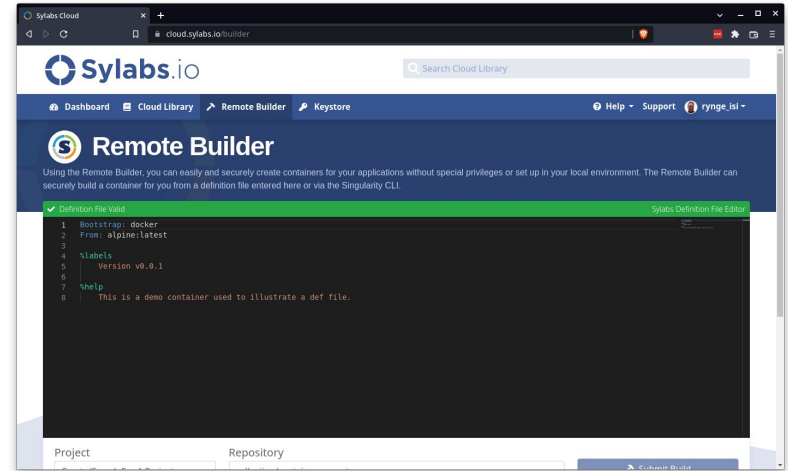 Sylabs Cloud
cloud.sylabs.io/builder
Sylabs.io
Search Cloud Library
Dashboard Cloud Library Remote Builder Keystore Help Support rynge_isi
Remote Builder
Using the Remote Builder, you can easily and securely create containers for your applications without special privileges or set up in your local environment. The Remote Builder can
securely build a container for you from a definition file entered here or via the Singularity CLI.
Definition File Valid Sylabs Definition File Editor
1 Bootstrap: docker
2 From: alpine:latest
3
4 %labels
5 Version v0.0.1
6
7 %help
8 This is a demo container used to illustrate a def file.
Project Repository
Submit Build